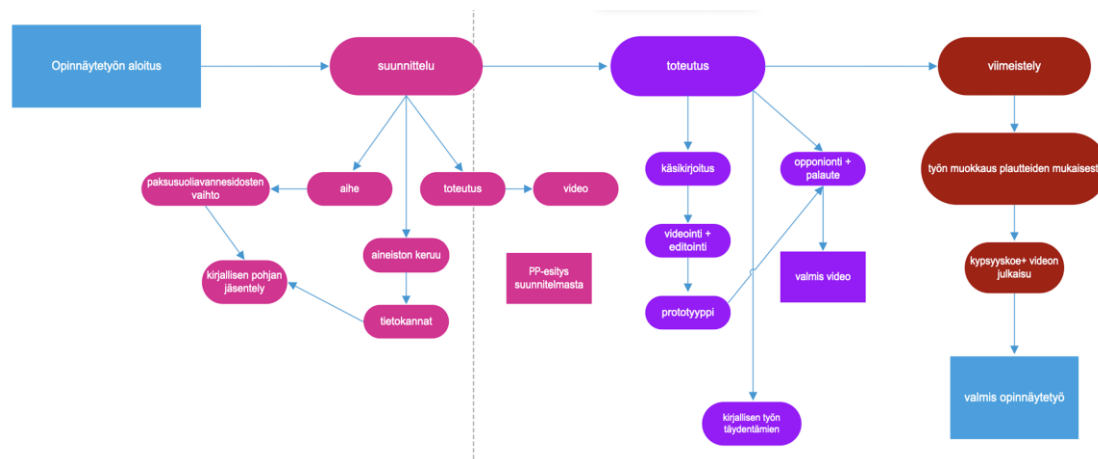 Opinnäytetyön aloitus
suunnittelu
toteutus
viimeistely
paksusuoliavannesidosten
vaihto
aihe
toteutus
video
käsikirjoitus
opponionti +
palaute
työn muokkaus plautteiden mukaisest
aineiston keruu
videointi +
editointi
kirjallisen pohjan
jäsentely
PP-esitys
suunnitelmasta
valmis video
kypsyyskoe+ videon
julkaisu
tietokannat
prototyyppi
valmis opinnäytetyö
kirjallisen työn
täydentämien